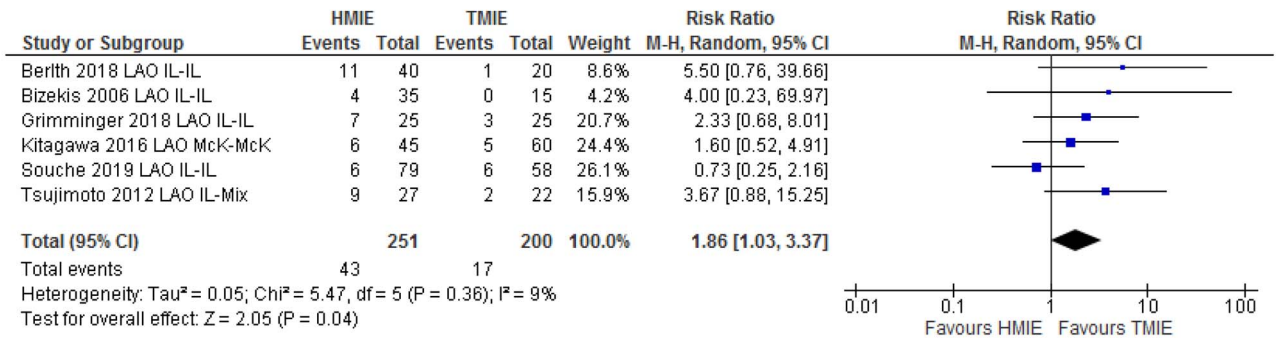 HMIE TMIE Risk Ratio Risk Ratio
Study or Subgroup Events Total Events Total Weight M-H, Random, 95% CI M-H, Random, 95% CI
Berlth 2018 LAO IL-IL 11 40 1 20 8.6% 5.50 [0.76, 39.66]
Bizekis 2006 LAO IL-IL 4 35 0 15 4.2% 4.00 [0.23, 69.97]
Grimminger 2018 LAO IL-IL 7 25 3 25 20.7% 2.33 [0.68, 8.01]
Kitagawa 2016 LAO McK-McK 6 45 5 60 24.4% 1.60 [0.52, 4.91]
Souche 2019 LAO IL-IL 6 79 6 58 26.1% 0.73 [0.25, 2.16]
Tsujimoto 2012 LAO IL-Mix 9 27 2 22 15.9% 3.67 [0.88, 15.25]
Total (95% CI) 251 200 100.0% 1.86 [1.03, 3.37]
Total events 43 17
Heterogeneity: Tau² = 0.05; Chi² = 5.47, df = 5 (P = 0.36); I² = 9%
Test for overall effect: Z = 2.05 (P = 0.04)
0.01 0.1 1 10 100
Favours HMIE Favours TMIE